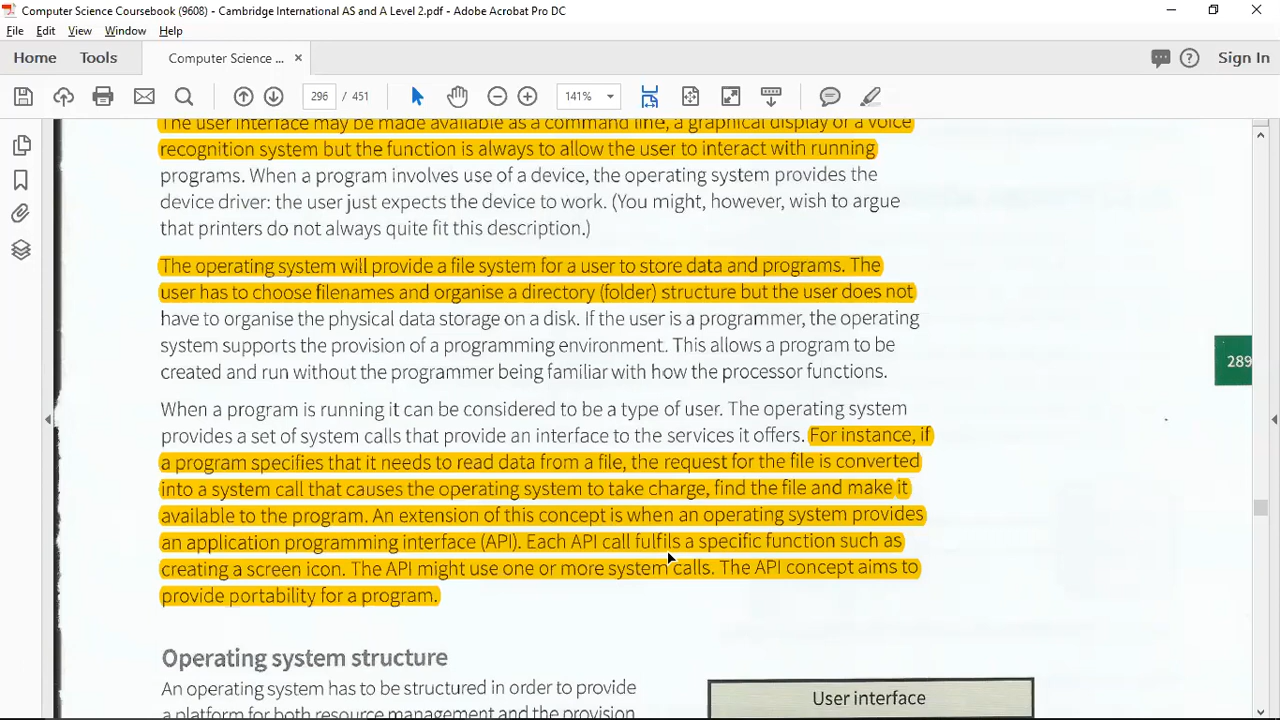 Computer Science Coursebook (9608) - Cambridge International AS and A Level 2.pdf - Adobe Acrobat Pro DC
File Edit View Window Help
Home Tools Computer Science ... × Sign In
296 / 451 141%
The user interface may be made available as a command line, a graphical display or a voice
recognition system but the function is always to allow the user to interact with running
programs. When a program involves use of a device, the operating system provides the
device driver: the user just expects the device to work. (You might, however, wish to argue
that printers do not always quite fit this description.)
The operating system will provide a file system for a user to store data and programs. The
user has to choose filenames and organise a directory (folder) structure but the user does not
have to organise the physical data storage on a disk. If the user is a programmer, the operating
system supports the provision of a programming environment. This allows a program to be
created and run without the programmer being familiar with how the processor functions.
289
When a program is running it can be considered to be a type of user. The operating system
provides a set of system calls that provide an interface to the services it offers. For instance, if
a program specifies that it needs to read data from a file, the request for the file is converted
into a system call that causes the operating system to take charge, find the file and make it
available to the program. An extension of this concept is when an operating system provides
an application programming interface (API). Each API call fulfils a specific function such as
creating a screen icon. The API might use one or more system calls. The API concept aims to
provide portability for a program.
Operating system structure
An operating system has to be structured in order to provide
a platform for both resource management and the provision
User interface